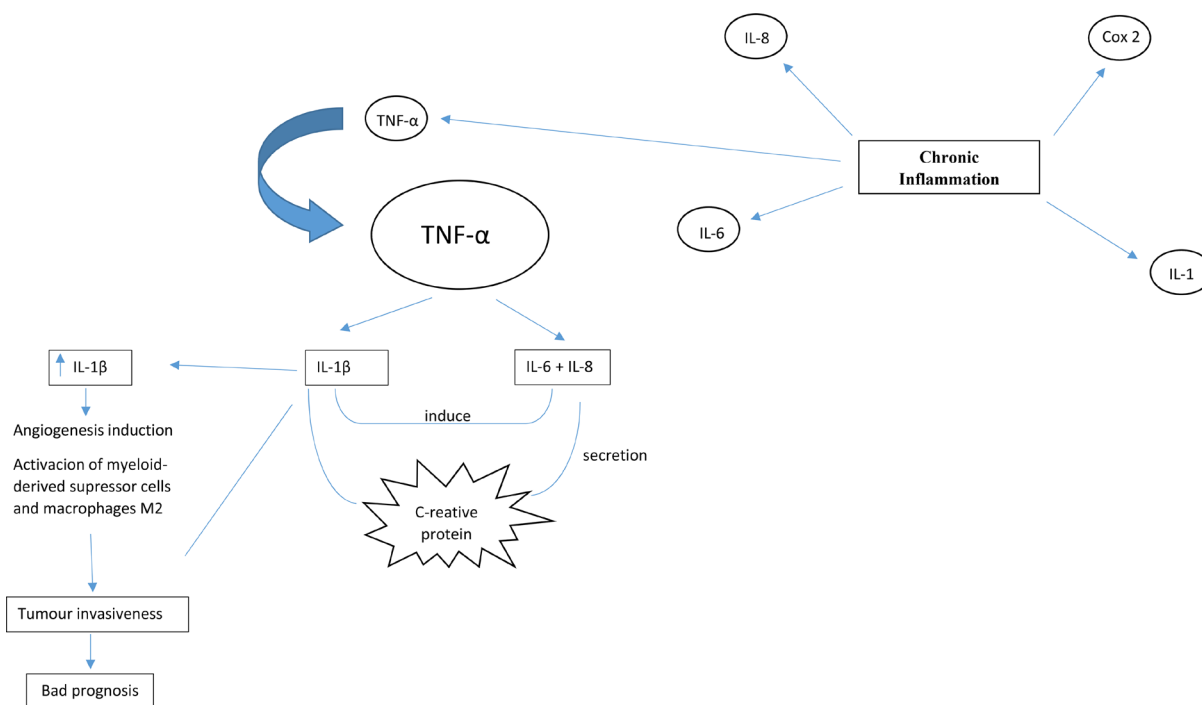 IL-8
Cox 2
TNF-α
Chronic
Inflammation
TNF-α
IL-6
IL-1
IL-1β
IL-1β
IL-6 + IL-8
induce
Angiogenesis induction
secretion
Activacion of myeloid-
derived supressor cells
and macrophages M2
C-reative
protein
Tumour invasiveness
Bad prognosis